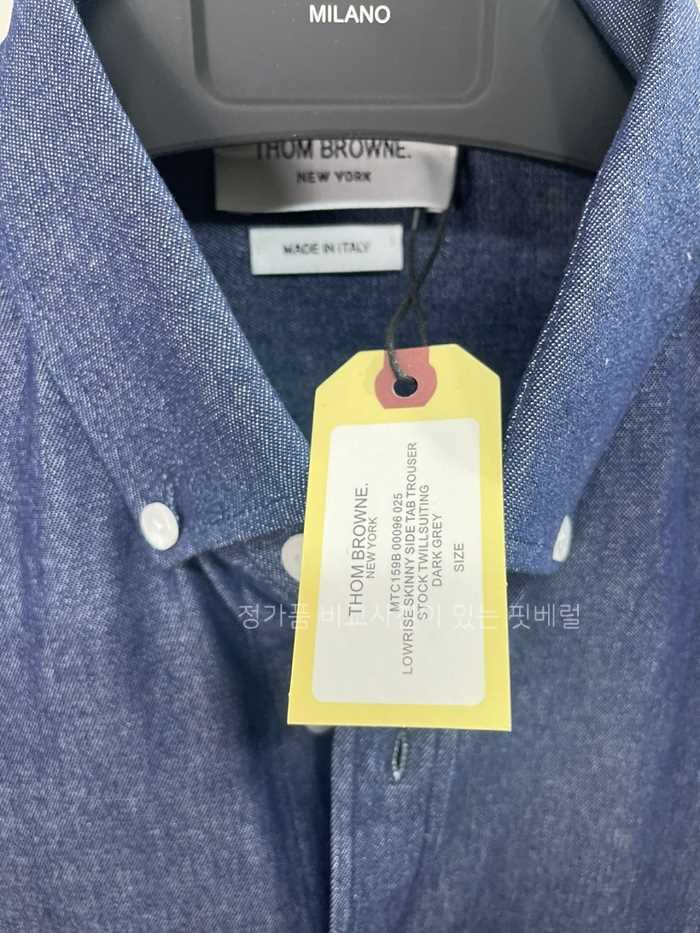 MILANO
THOM BROWNE.
NEW YORK
MADE IN ITALY
THOM BROWNE.
NEW YORK
MTC159B 00096 025
LOWRISE SKINNY SIDE TAB TROUSER
STOCK TWILLSUITING
DARK GREY
SIZE
정가품 비교사 이 있는 핏베럴